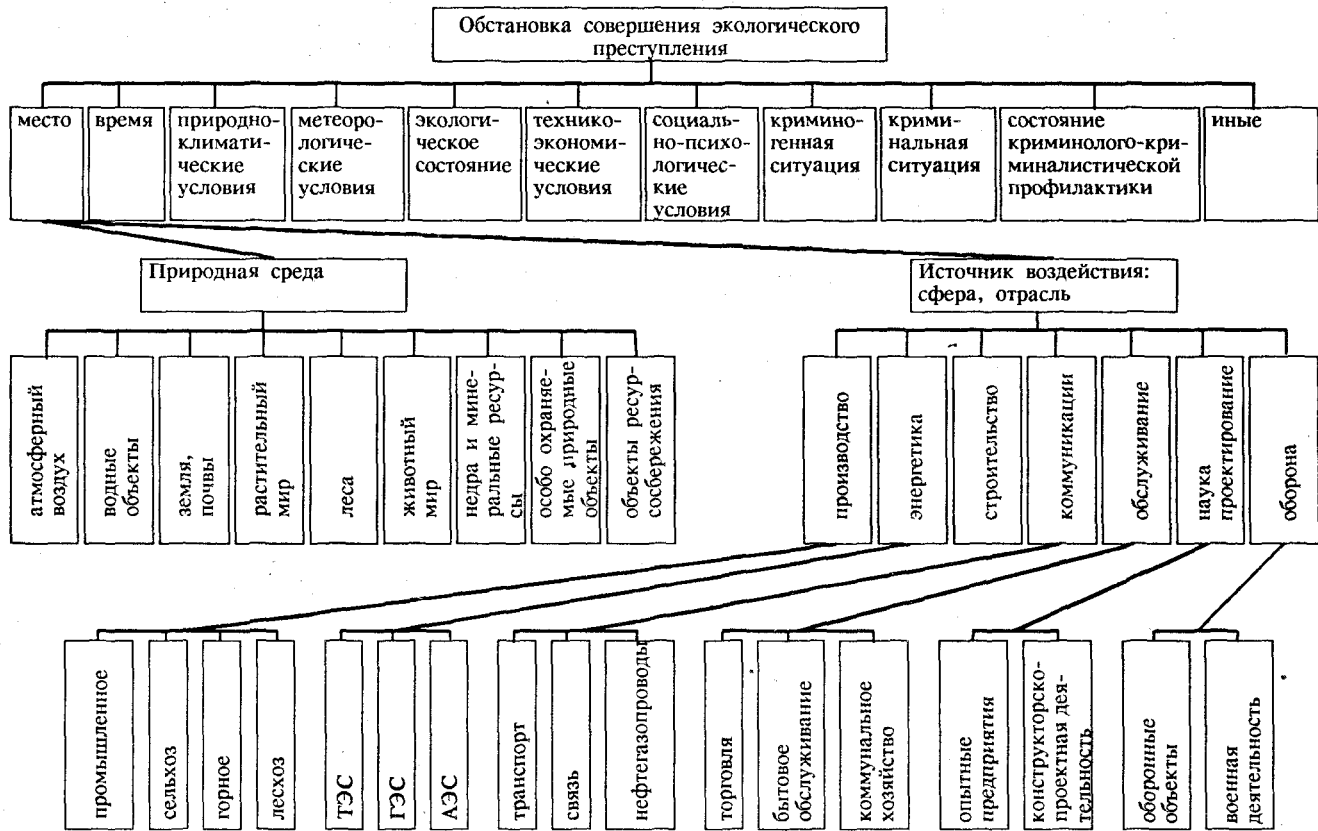 Обстановка совершения экологического
преступления
место
время
природно-
климати-
ческие
условия
метеоро-
логиче-
ские
условия
экологи-
ческое
состояние
технико-
экономи-
ческие
условия
социаль-
но-психо-
логичес-
кие
условия
кримино-
генная
ситуация
крими-
нальная
ситуация
состояние
криминолого-кри-
миналистической
профилактики
иные
Природная среда
Источник воздействия:
сфера, отрасль
атмосферный
воздух
водные
объекты
земля,
почвы
растительный
мир
леса
животный
мир
недра и мине-
ральные ресур-
сы
особо охраняе-
мые природные
объекты
объекты ресур-
сосбережения
производство
энергетика
строительство
коммуникации
обслуживание
наука
проектирование
оборона
промышленное
сельхоз
горное
лесхоз
ТЭС
ГЭС
АЭС
транспорт
связь
нефтегазопроводы
торговля
бытовое
обслуживание
коммунальное
хозяйство
опытные
предприятия
конструкторско-
проектная дея-
тельность
оборонные
объекты
военная
деятельность